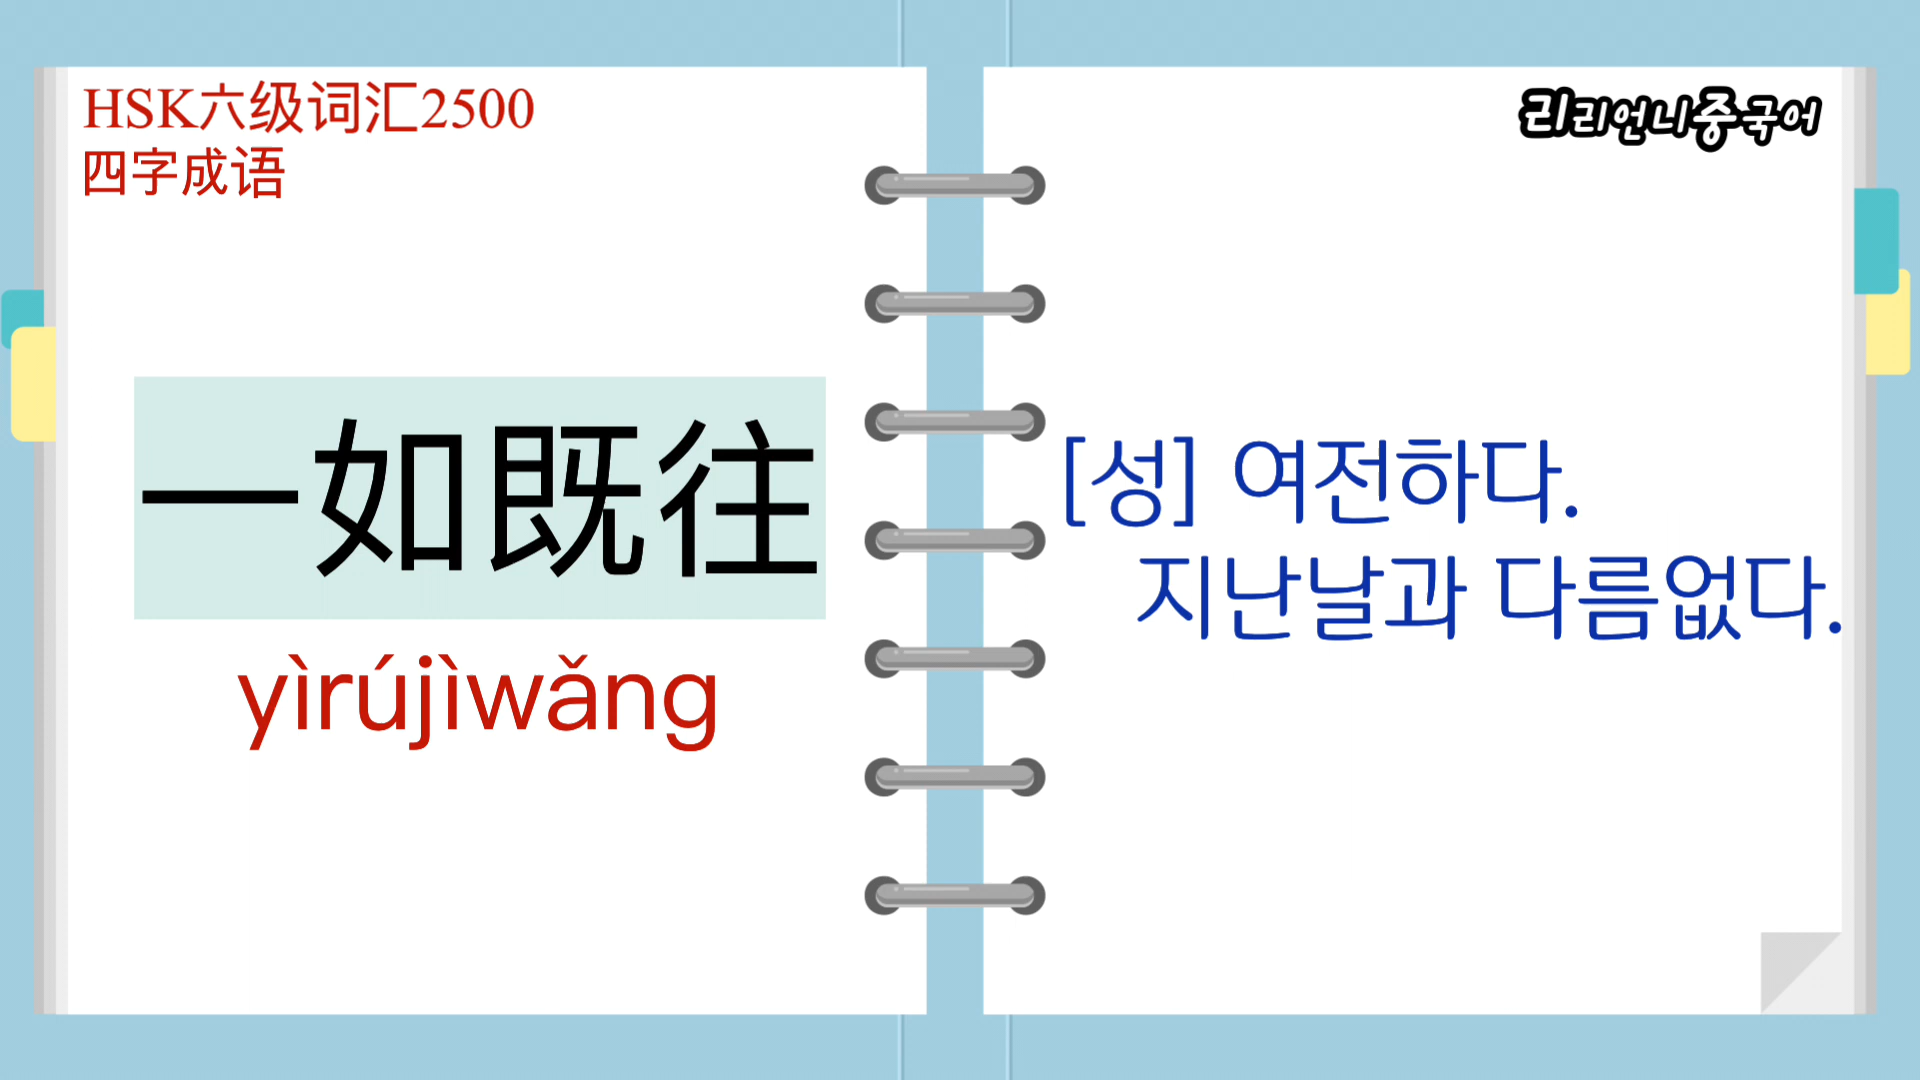 HSK六级词汇2500
四字成语
一如既往
yìrújìwǎng
리리언니중국어
[성] 여전하다.
지난날과 다름없다.